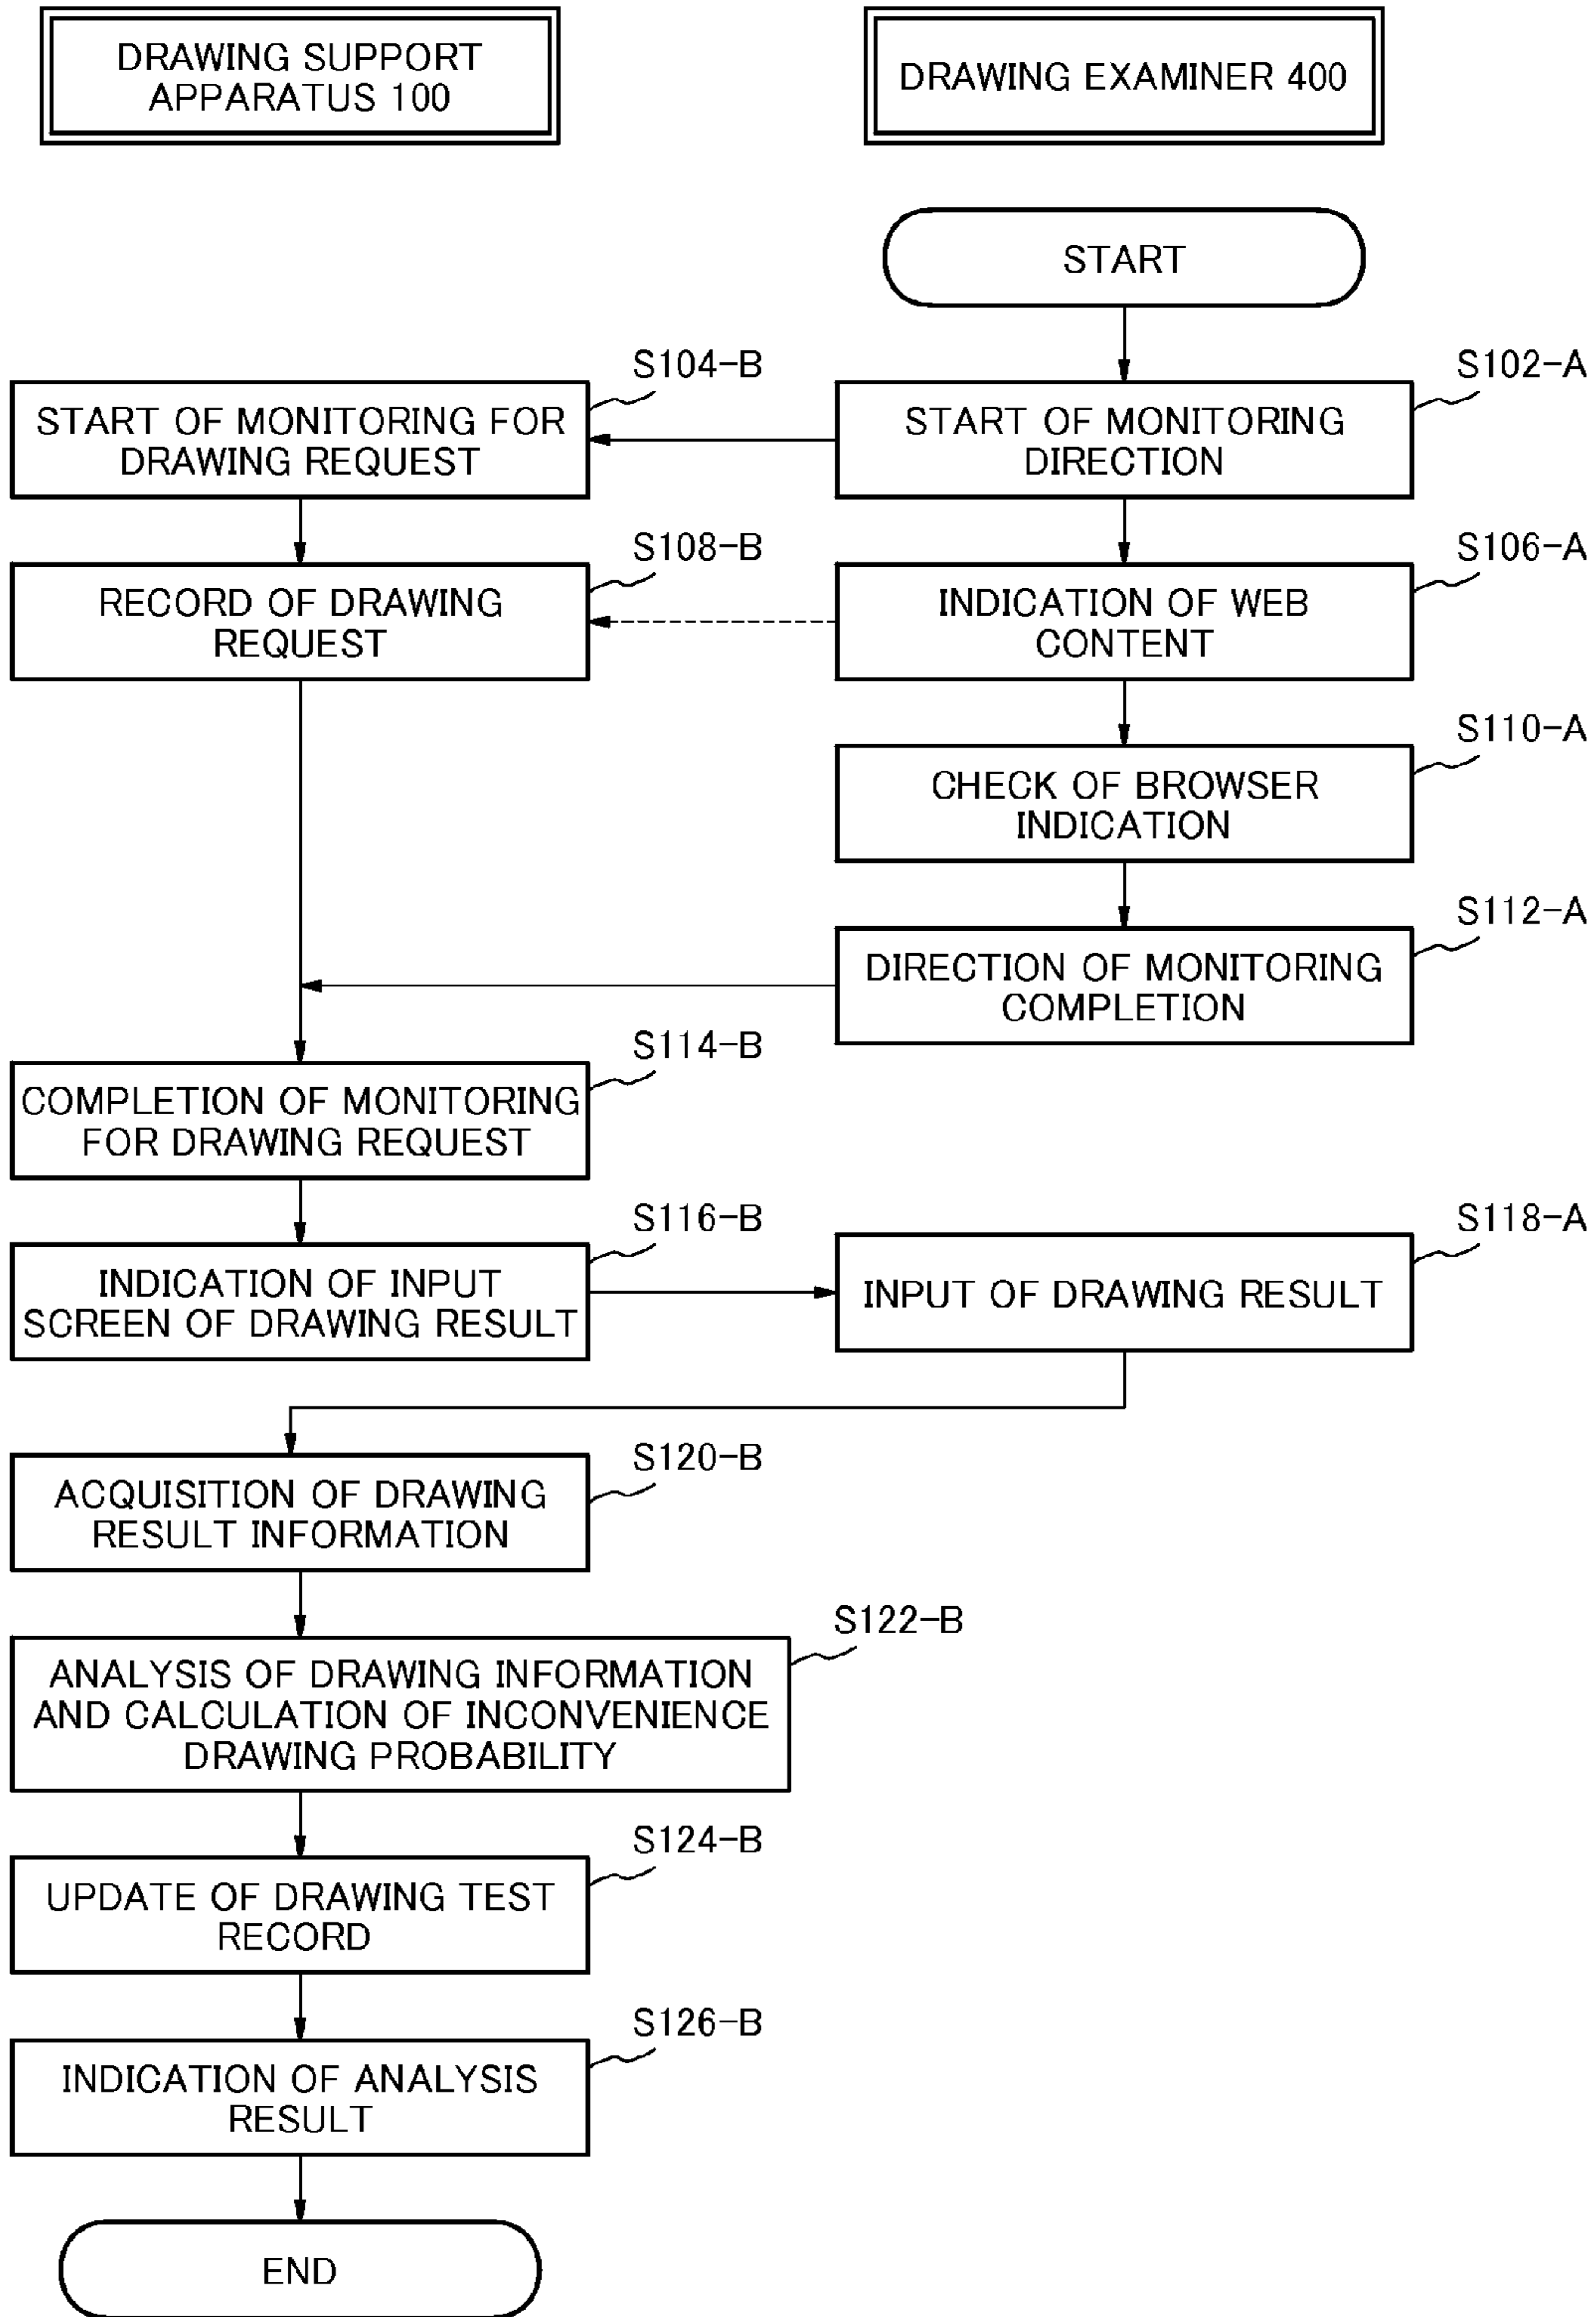 DRAWING SUPPORT
APPARATUS 100
DRAWING EXAMINER 400
START
S104-B
START OF MONITORING FOR
DRAWING REQUEST
S102-A
START OF MONITORING
DIRECTION
S108-B
RECORD OF DRAWING
REQUEST
S106-A
INDICATION OF WEB
CONTENT
S110-A
CHECK OF BROWSER
INDICATION
S112-A
DIRECTION OF MONITORING
COMPLETION
S114-B
COMPLETION OF MONITORING
FOR DRAWING REQUEST
S116-B
INDICATION OF INPUT
SCREEN OF DRAWING RESULT
S118-A
INPUT OF DRAWING RESULT
S120-B
ACQUISITION OF DRAWING
RESULT INFORMATION
S122-B
ANALYSIS OF DRAWING INFORMATION
AND CALCULATION OF INCONVENIENCE
DRAWING PROBABILITY
S124-B
UPDATE OF DRAWING TEST
RECORD
S126-B
INDICATION OF ANALYSIS
RESULT
END